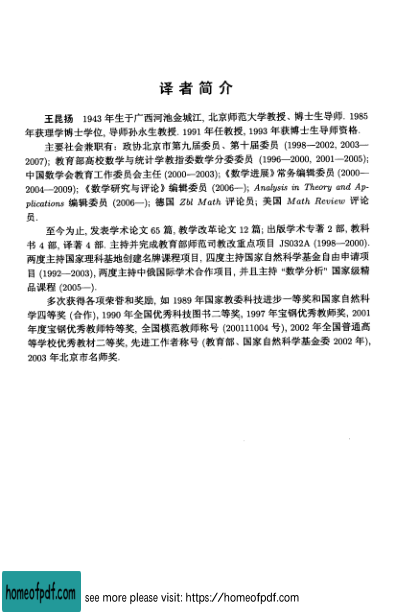 译者简介
王昆扬 1943 年生于广西河池金城江, 北京师范大学教授、博士生导师. 1985
年获理学博士学位, 导师孙永生教授. 1991 年任教授, 1993 年获博士生导师资格.
主要社会兼职有: 政协北京市第九届委员、第十届委员 (1998—2002, 2003—
2007); 教育部高校数学与统计学教指委数学分委委员 (1996—2000, 2001—2005);
中国数学会教育工作委员会主任 (2000—2003);《数学进展》常务编辑委员 (2000—
2004—2009);《数学研究与评论》编辑委员 (2006—); Analysis in Theory and Ap-
plications 编辑委员 (2006—); 德国 Zbl Math 评论员; 美国 Math Review 评论
员.
至今为止, 发表学术论文 65 篇, 教学改革论文 12 篇; 出版学术专著 2 部, 教科
书 4 部, 译著 4 部. 主持并完成教育部师范司教改重点项目 JS032A (1998—2000).
两度主持国家理科基地创建名牌课程项目, 四度主持国家自然科学基金自由申请项
目 (1992—2003), 两度主持中俄国际学术合作项目, 并且主持 “数学分析” 国家级精
品课程 (2005—).
多次获得各项荣誉和奖励, 如 1989 年国家教委科技进步一等奖和国家自然科
学四等奖 (合作), 1990 年全国优秀科技图书二等奖, 1997 年宝钢优秀教师奖, 2001
年度宝钢优秀教师特等奖, 全国模范教师称号 (200111004 号), 2002 年全国普通高
等学校优秀教材二等奖, 先进工作者称号 (教育部、国家自然科学基金委 2002 年),
2003 年北京市名师奖.
homeofpdf.com see more please visit: https://homeofpdf.com